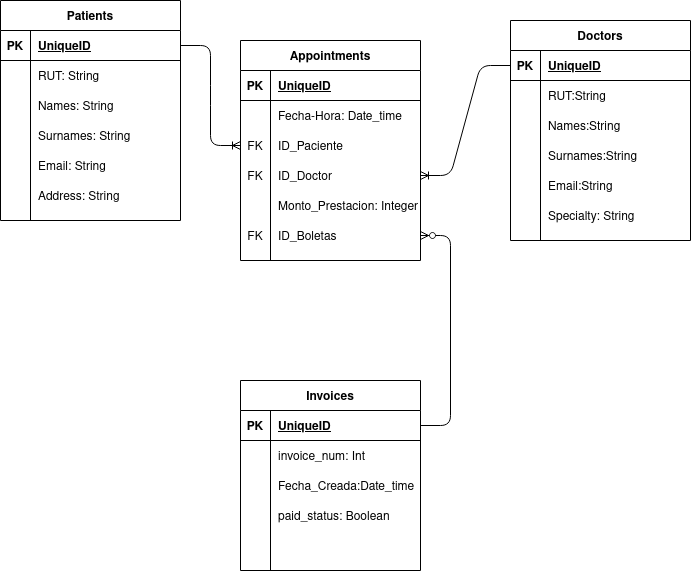 Patients
PK UniqueID
RUT: String
Names: String
Surnames: String
Email: String
Address: String
Appointments
PK UniqueID
Fecha-Hora: Date_time
FK ID_Paciente
FK ID_Doctor
Monto_Prestacion: Integer
FK ID_Boletas
Doctors
PK UniqueID
RUT:String
Names:String
Surnames:String
Email:String
Specialty: String
Invoices
PK UniqueID
invoice_num: Int
Fecha_Creada:Date_time
paid_status: Boolean